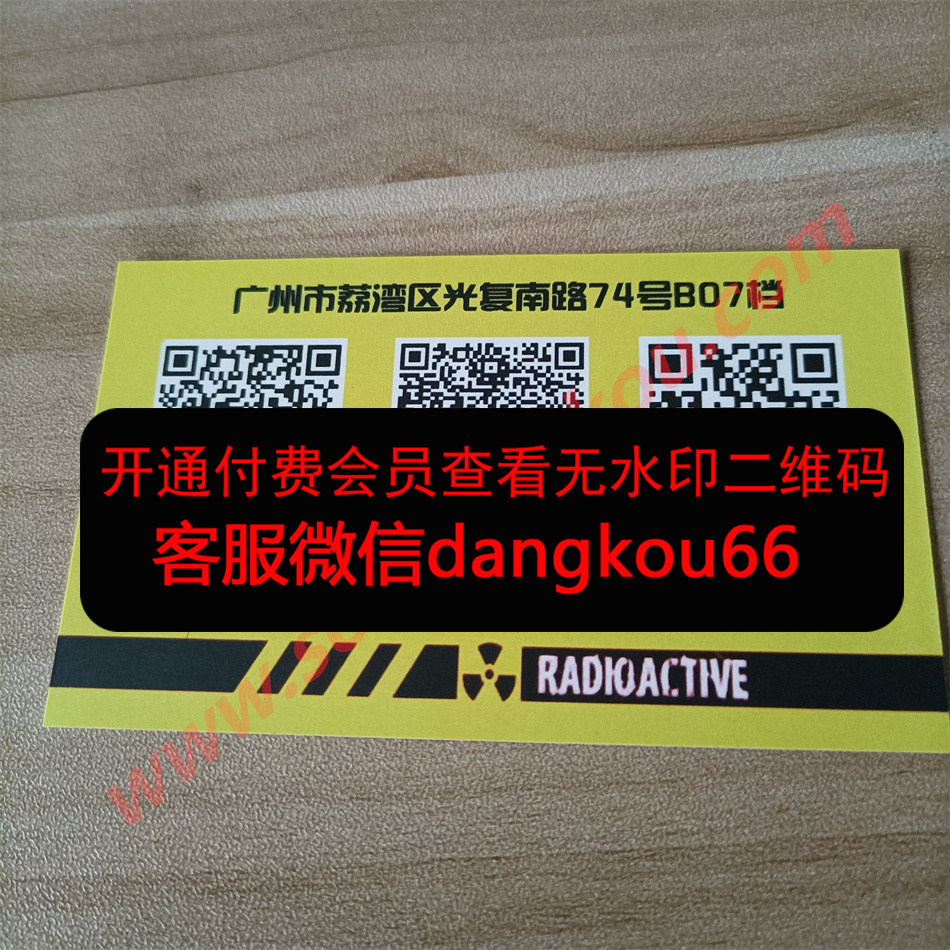 广州市荔湾区光复南路74号B07档
开通付费会员查看无水印二维码
客服微信dangkou66
RADIOACTIVE